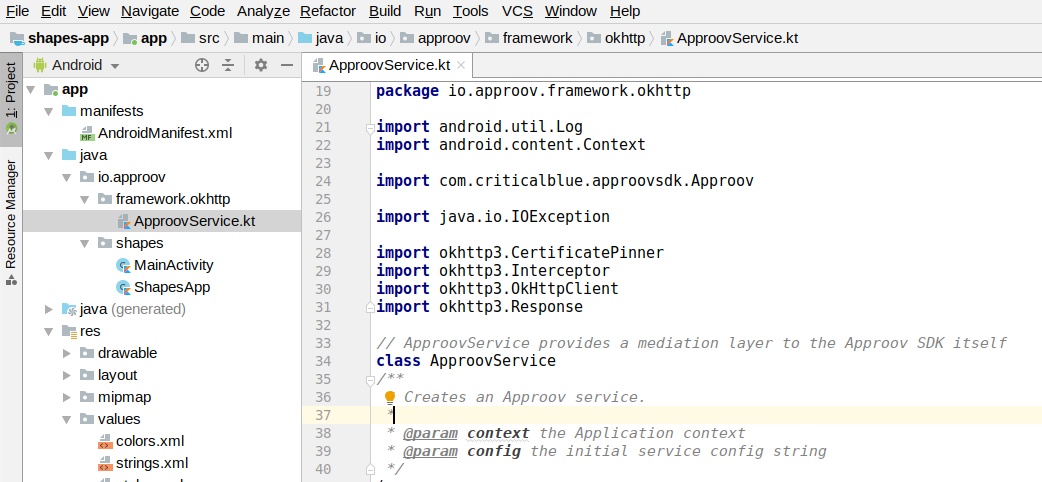 File Edit View Navigate Code Analyze Refactor Build Run Tools VCS Window Help
shapes-app app src main java io approov framework okhttp ApproovService.kt
1: Project
Resource Manager
Android
app
manifests
AndroidManifest.xml
java
io.approov
framework.okhttp
ApproovService.kt
shapes
MainActivity
ShapesApp
java (generated)
res
drawable
layout
mipmap
values
colors.xml
strings.xml
ApproovService.kt
19 package io.approov.framework.okhttp
20
21 import android.util.Log
22 import android.content.Context
23
24 import com.criticalblue.approovsdk.Approov
25
26 import java.io.IOException
27
28 import okhttp3.CertificatePinner
29 import okhttp3.Interceptor
30 import okhttp3.OkHttpClient
31 import okhttp3.Response
32
33 // ApproovService provides a mediation layer to the Approov SDK itself
34 class ApproovService
35 /**
36 Creates an Approov service.
37 *
38 * @param context the Application context
39 * @param config the initial service config string
40 */